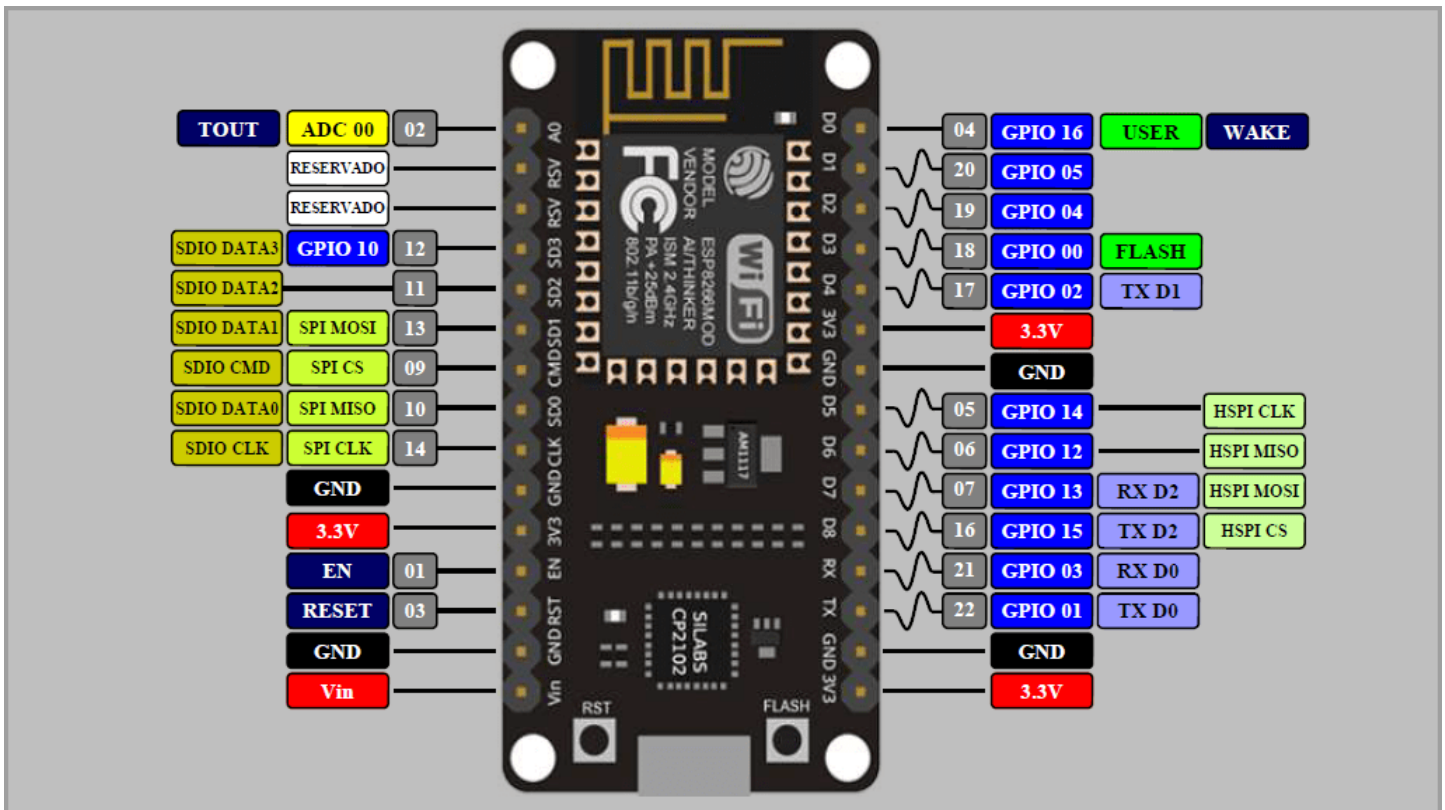 TOUT ADC 00 02 A0 D0 04 GPIO 16 USER WAKE
RESERVADO RSV D1 20 GPIO 05
RESERVADO RSV D2 19 GPIO 04
SDIO DATA3 GPIO 10 12 SD3 D3 18 GPIO 00 FLASH
SDIO DATA2 11 SD2 D4 17 GPIO 02 TX D1
SDIO DATA1 SPI MOSI 13 SD1 3V3 3.3V
SDIO CMD SPI CS 09 CMD GND GND
SDIO DATA0 SPI MISO 10 SD0 D5 05 GPIO 14 HSPI CLK
SDIO CLK SPI CLK 14 CLK D6 06 GPIO 12 HSPI MISO
GND GND D7 07 GPIO 13 RX D2 HSPI MOSI
3.3V 3V3 D8 16 GPIO 15 TX D2 HSPI CS
EN 01 EN RX 21 GPIO 03 RX D0
RESET 03 RST TX 22 GPIO 01 TX D0
GND GND GND GND
Vin Vin 3V3 3.3V
MODEL
VENDOR
ESP8266MOD
AI/THINKER
ISM 2.4GHz
PA +25dBm
802.11b/g/n
FC
Wi Fi
AM1117
SILABS
CP2102
RST
FLASH